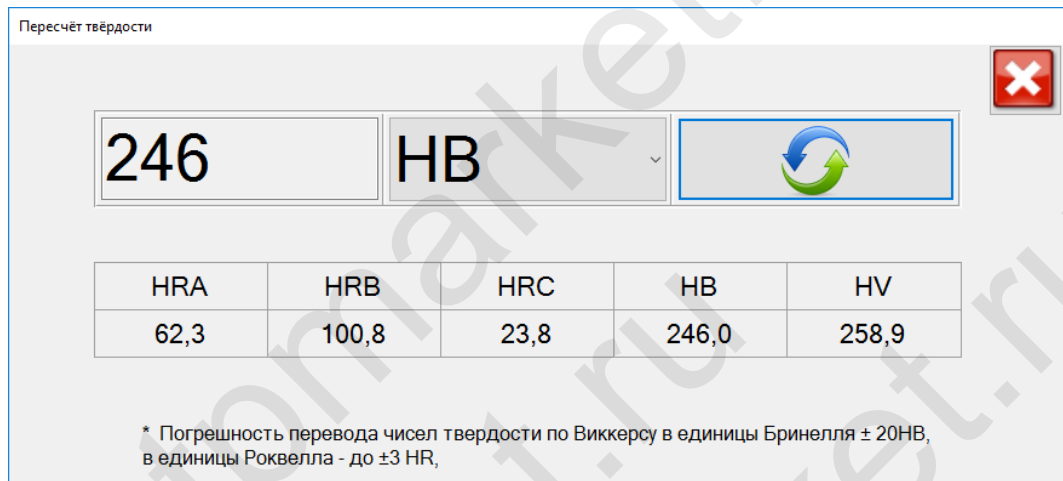 Пересчёт твёрдости
246 HB
HRA HRB HRC HB HV
62,3 100,8 23,8 246,0 258,9
* Погрешность перевода чисел твердости по Виккерсу в единицы Бринелля ± 20HB,
в единицы Роквелла - до ±3 HR,